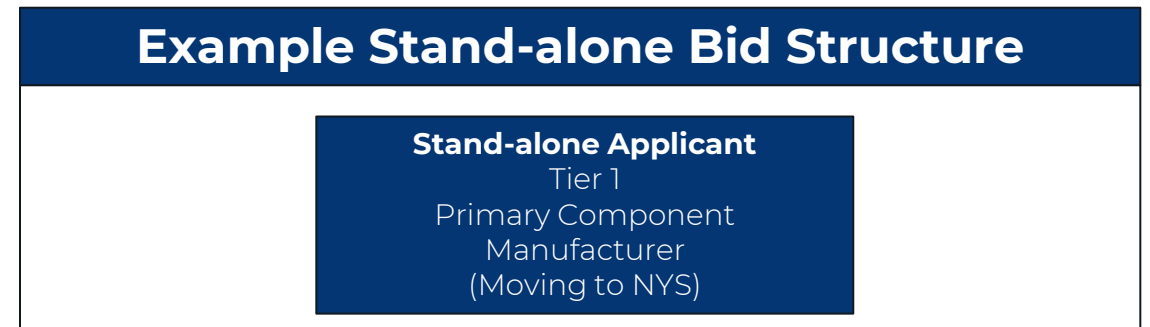 Example Stand-alone Bid Structure
Stand-alone Applicant
Tier 1
Primary Component
Manufacturer
(Moving to NYS)